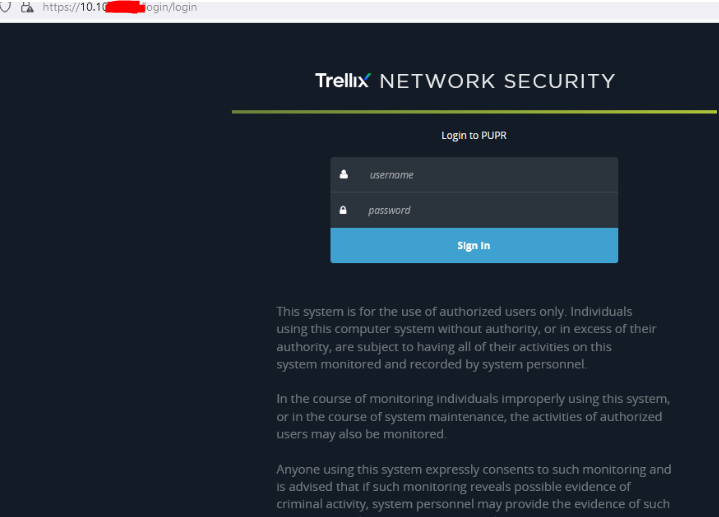 https://10.10 login/login
Trellix NETWORK SECURITY
Login to PUPR
username
password
Sign In
This system is for the use of authorized users only. Individuals
using this computer system without authority, or in excess of their
authority, are subject to having all of their activities on this
system monitored and recorded by system personnel.
In the course of monitoring individuals improperly using this system,
or in the course of system maintenance, the activities of authorized
users may also be monitored.
Anyone using this system expressly consents to such monitoring and
is advised that if such monitoring reveals possible evidence of
criminal activity, system personnel may provide the evidence of such